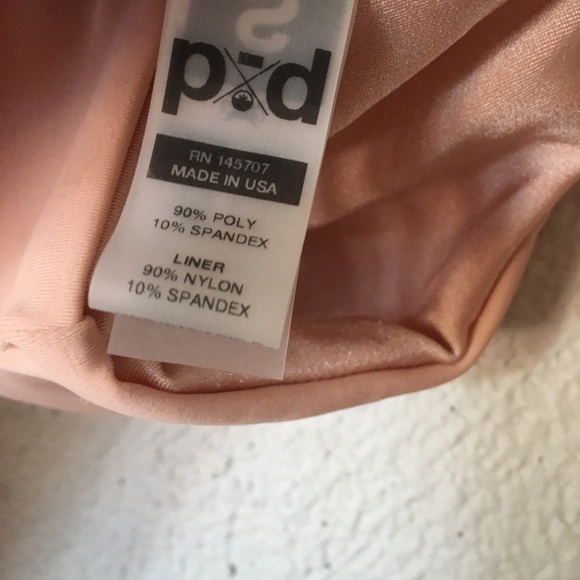 S
pxd
RN 145707
MADE IN USA
90% POLY
10% SPANDEX
LINER
90% NYLON
10% SPANDEX